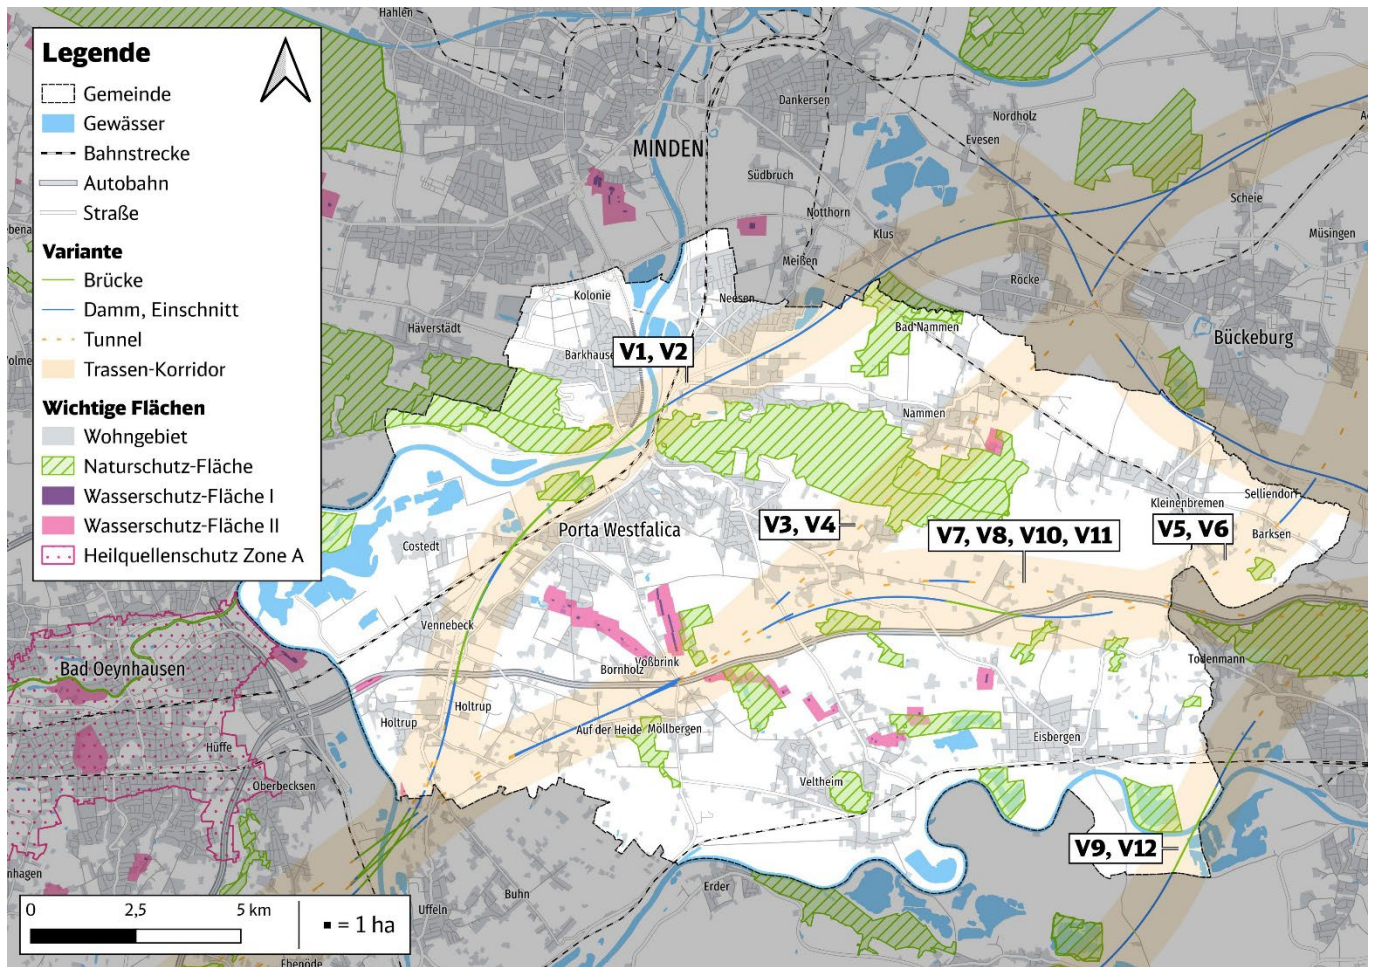 Legende
Gemeinde
Gewässer
Bahnstrecke
Autobahn
Straße
Variante
Brücke
Damm, Einschnitt
Tunnel
Trassen-Korridor
Wichtige Flächen
Wohngebiet
Naturschutz-Fläche
Wasserschutz-Fläche I
Wasserschutz-Fläche II
Heilquellenschutz Zone A
Hahlen
Dankersen
Nordholz
Evesen
MINDEN
Südbruch
Scheie
Notthorn
Klus
Müsingen
Meißen
Röcke
Kolonie
Neesen
Häverstädt
Bad Nammen
Bückeburg
Barkhause
V1, V2
Nammen
Kleinenbremen
Selliendorf
V3, V4
V7, V8, V10, V11
V5, V6
Barksen
Porta Westfalica
Costedt
Vennebeck
Bad Oeynhausen
Voßbrink
Bornholz
Todenmann
Holtrup
Holtrup
Auf der Heide
Möllbergen
Eisbergen
Hüffe
Oberbecksen
Veltheim
V9, V12
nhagen
Buhn
Erder
Uffeln
0
2,5
5 km
= 1 ha
Ebenöde